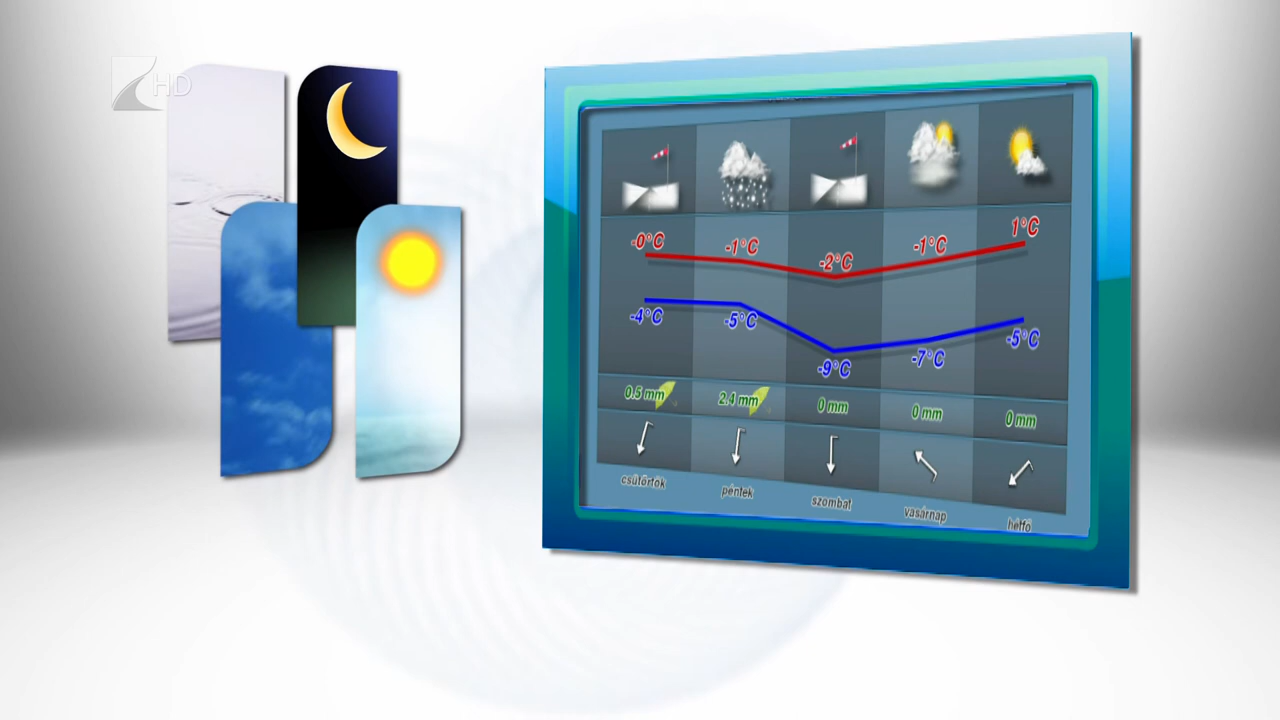 HD
-0°C -1°C -2°C -1°C 1°C
-4°C -5°C -9°C -7°C -5°C
0.5 mm 2.4 mm 0 mm 0 mm 0 mm
csütörtök péntek szombat vasárnap hétfő